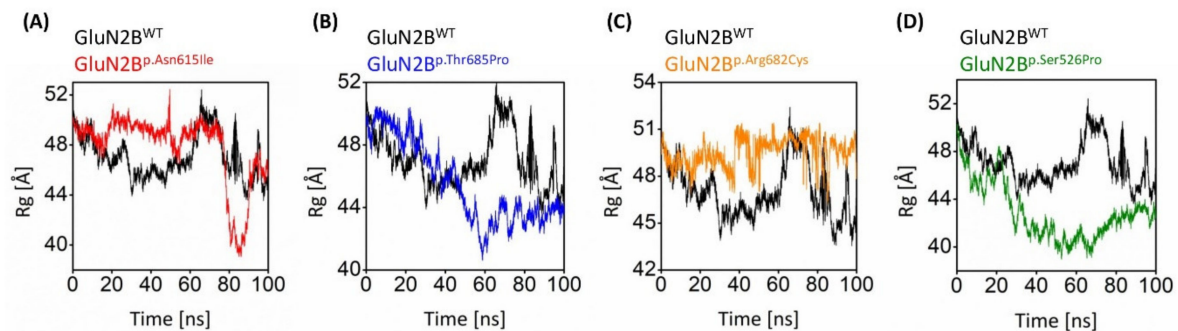 (A)
GluN2B^WT
GluN2B^p.Asn615Ile
Rg [Å]
52
48
44
40
0 20 40 60 80 100
Time [ns]
(B)
GluN2B^WT
GluN2B^p.Thr685Pro
Rg [Å]
52
48
44
40
0 20 40 60 80 100
Time [ns]
(C)
GluN2B^WT
GluN2B^p.Arg682Cys
Rg [Å]
54
51
48
45
42
0 20 40 60 80 100
Time [ns]
(D)
GluN2B^WT
GluN2B^p.Ser526Pro
Rg [Å]
52
48
44
40
0 20 40 60 80 100
Time [ns]